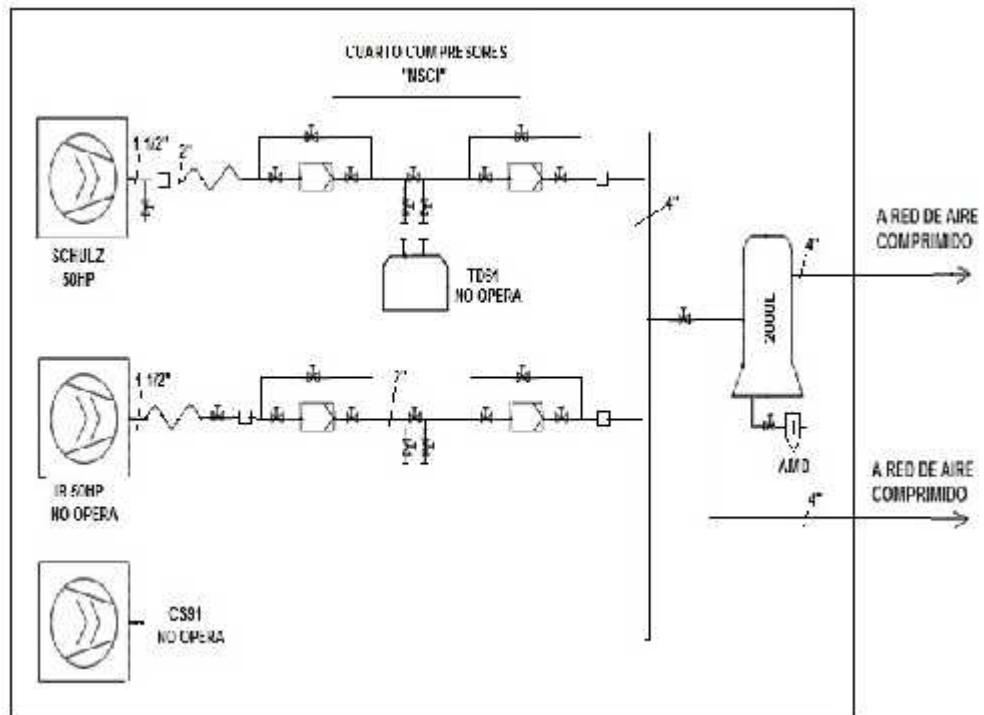 CUARTO COMPRESORES
"NSCI"
1 1/2"
2"
SCHULZ
50HP
TD61
NO OPERA
4"
4"
A RED DE AIRE
COMPRIMIDO
2000L
1 1/2"
2"
IR 50HP
NO OPERA
AMD
A RED DE AIRE
COMPRIMIDO
4"
CS91
NO OPERA